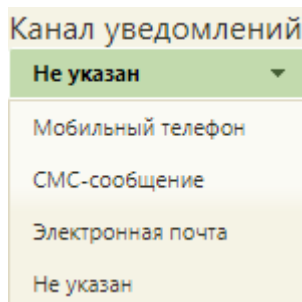 Канал уведомлений
Не указан
Мобильный телефон
СМС-сообщение
Электронная почта
Не указан